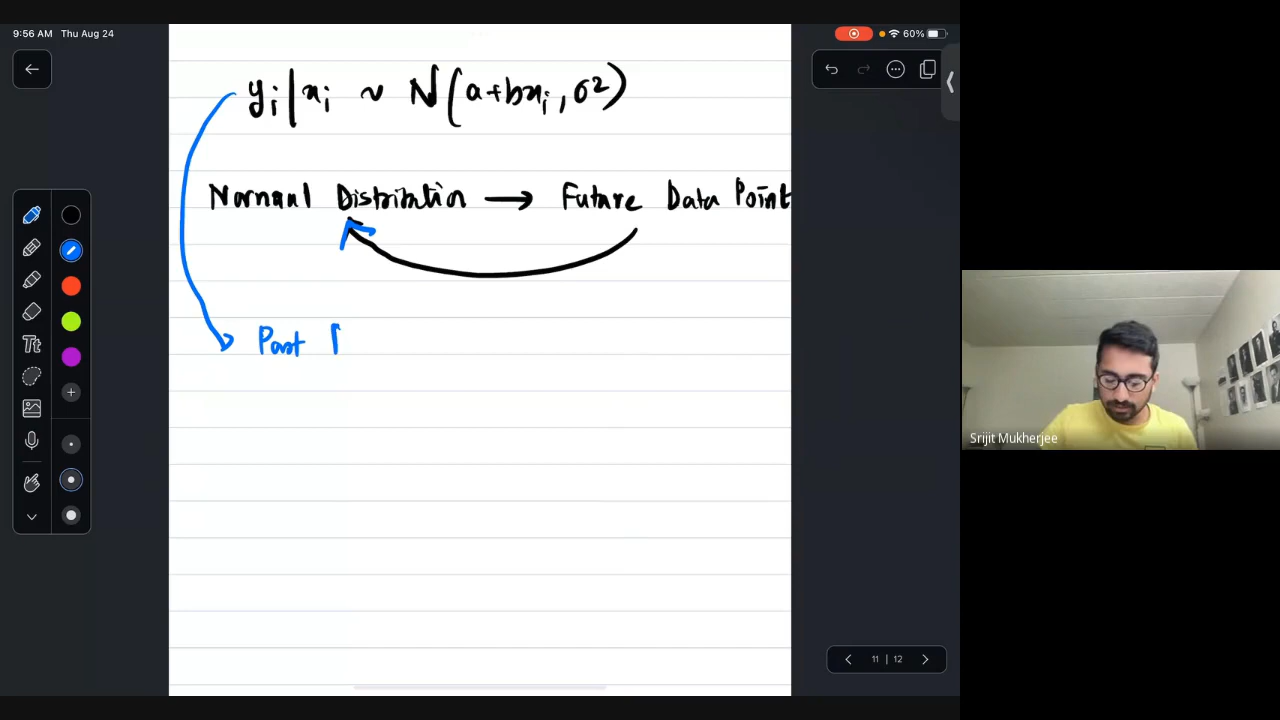 9:56 AM Thu Aug 24
60%
yi|xi ~ N(a+bxi, σ²)
Normal Distribution → Future Data Point
Past
Tt
11 | 12
Srijit Mukherjee